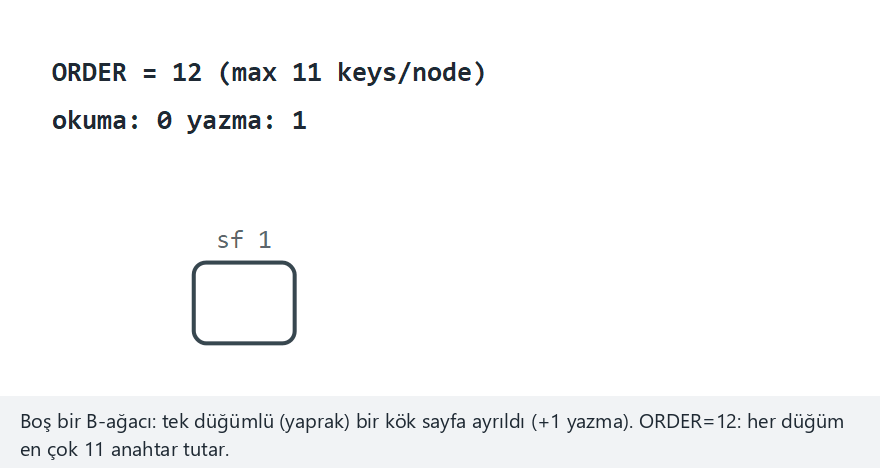 ORDER = 12 (max 11 keys/node)
okuma: 0 yazma: 1
sf 1
Boş bir B-ağacı: tek düğümlü (yaprak) bir kök sayfa ayrıldı (+1 yazma). ORDER=12: her düğüm
en çok 11 anahtar tutar.